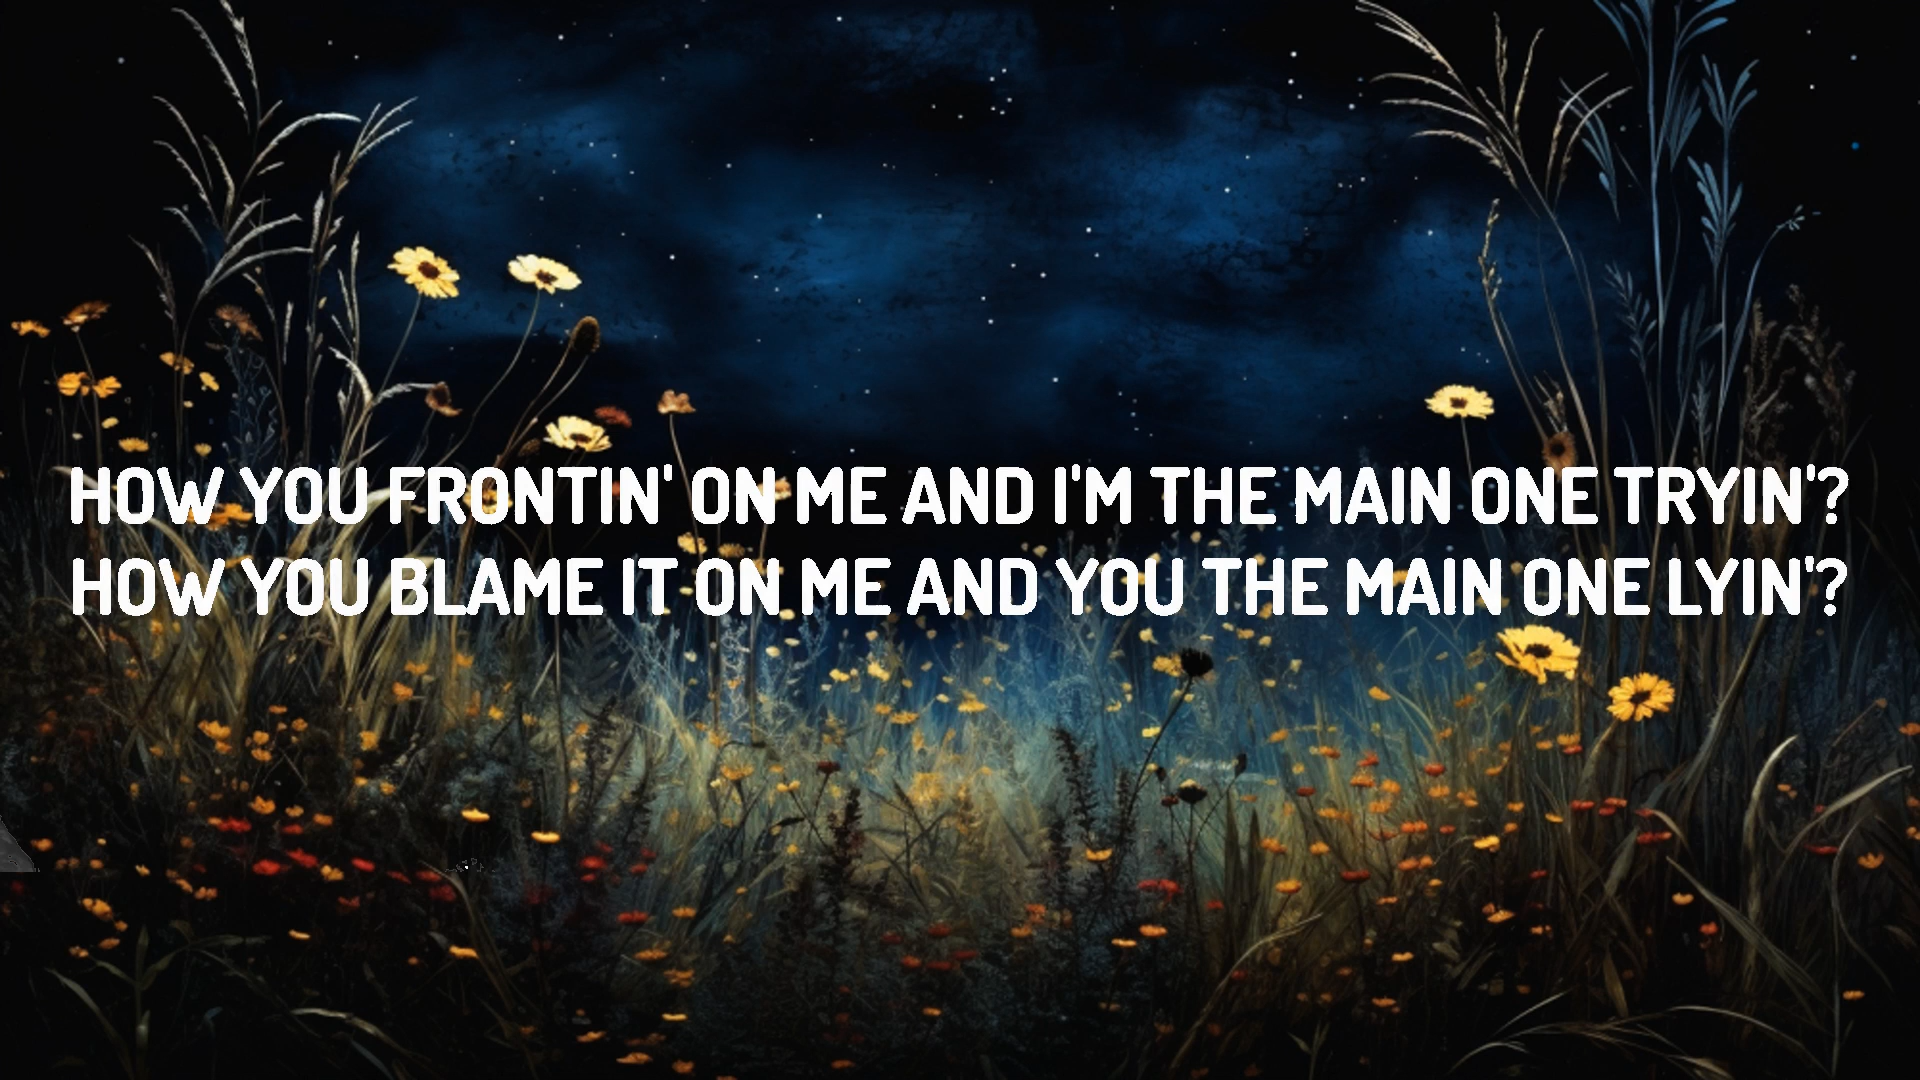 HOW YOU FRONTIN' ON ME AND I'M THE MAIN ONE TRYIN'?
HOW YOU BLAME IT ON ME AND YOU THE MAIN ONE LYIN'?